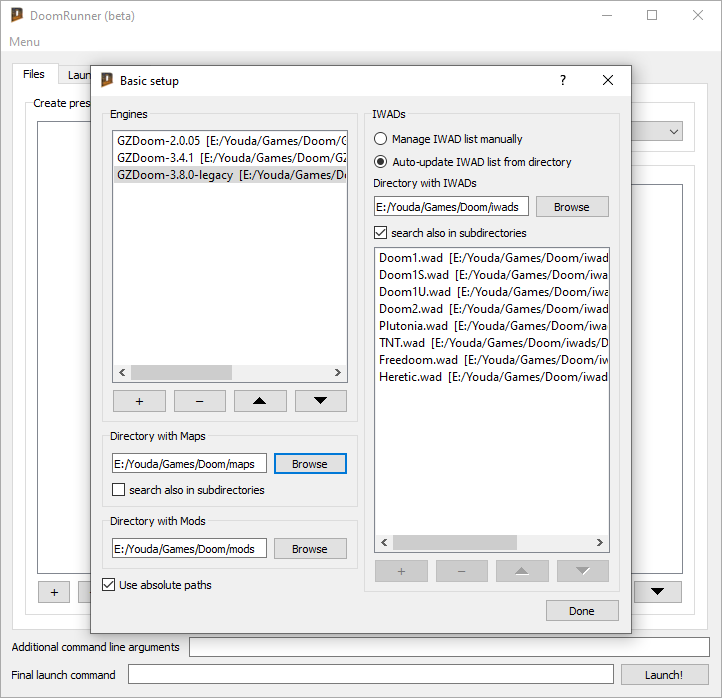 DoomRunner (beta)
Menu
Files
Laun
Create pres
Basic setup
?
Engines
GZDoom-2.0.05 [E:/Youda/Games/Doom/G
GZDoom-3.4.1 [E:/Youda/Games/Doom/GZ
GZDoom-3.8.0-legacy [E:/Youda/Games/Do
+
−
Directory with Maps
E:/Youda/Games/Doom/maps
Browse
search also in subdirectories
Directory with Mods
E:/Youda/Games/Doom/mods
Browse
Use absolute paths
IWADs
Manage IWAD list manually
Auto-update IWAD list from directory
Directory with IWADs
E:/Youda/Games/Doom/iwads
Browse
search also in subdirectories
Doom1.wad [E:/Youda/Games/Doom/iwad
Doom1S.wad [E:/Youda/Games/Doom/iw
Doom1U.wad [E:/Youda/Games/Doom/iw
Doom2.wad [E:/Youda/Games/Doom/iwad
Plutonia.wad [E:/Youda/Games/Doom/iwa
TNT.wad [E:/Youda/Games/Doom/iwads/D
Freedoom.wad [E:/Youda/Games/Doom/iw
Heretic.wad [E:/Youda/Games/Doom/iwad
+
−
Done
+
Additional command line arguments
Final launch command
Launch!